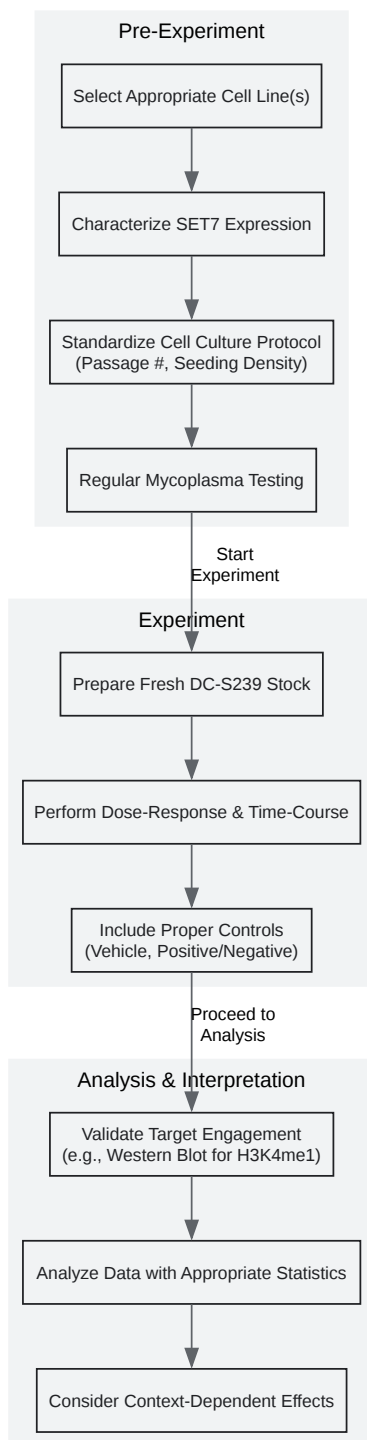 Pre-Experiment
Select Appropriate Cell Line(s)
Characterize SET7 Expression
Standardize Cell Culture Protocol
(Passage #, Seeding Density)
Regular Mycoplasma Testing
Start
Experiment
Experiment
Prepare Fresh DC-S239 Stock
Perform Dose-Response & Time-Course
Include Proper Controls
(Vehicle, Positive/Negative)
Proceed to
Analysis
Analysis & Interpretation
Validate Target Engagement
(e.g., Western Blot for H3K4me1)
Analyze Data with Appropriate Statistics
Consider Context-Dependent Effects